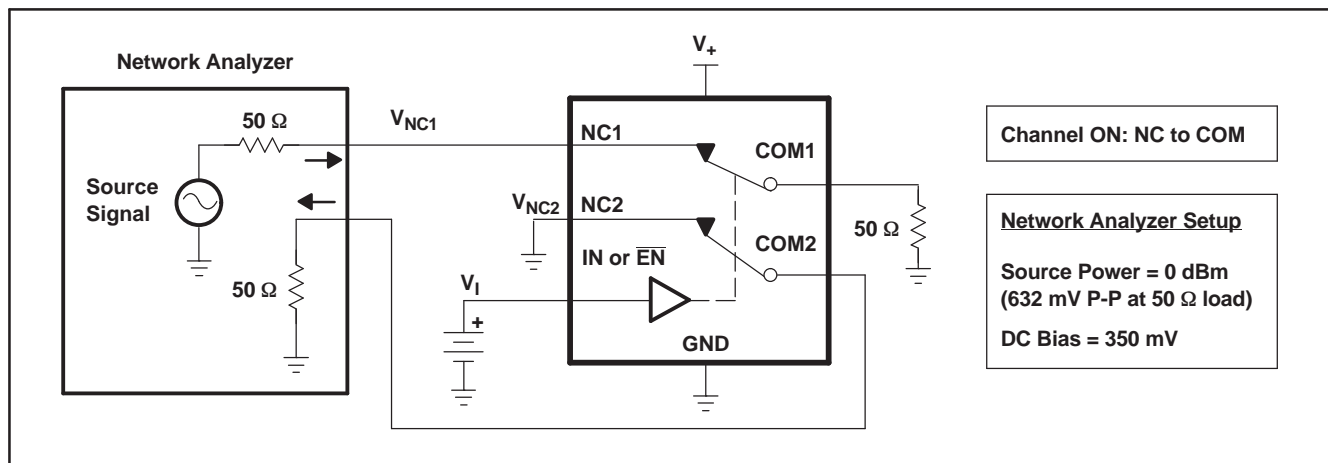 Network Analyzer
50 Ω
Source
Signal
50 Ω
V_NC1
V_NC2
V_I
+
V_+
NC1
COM1
NC2
COM2
IN or E̅N̅
GND
50 Ω
Channel ON: NC to COM
Network Analyzer Setup
Source Power = 0 dBm
(632 mV P-P at 50 Ω load)
DC Bias = 350 mV